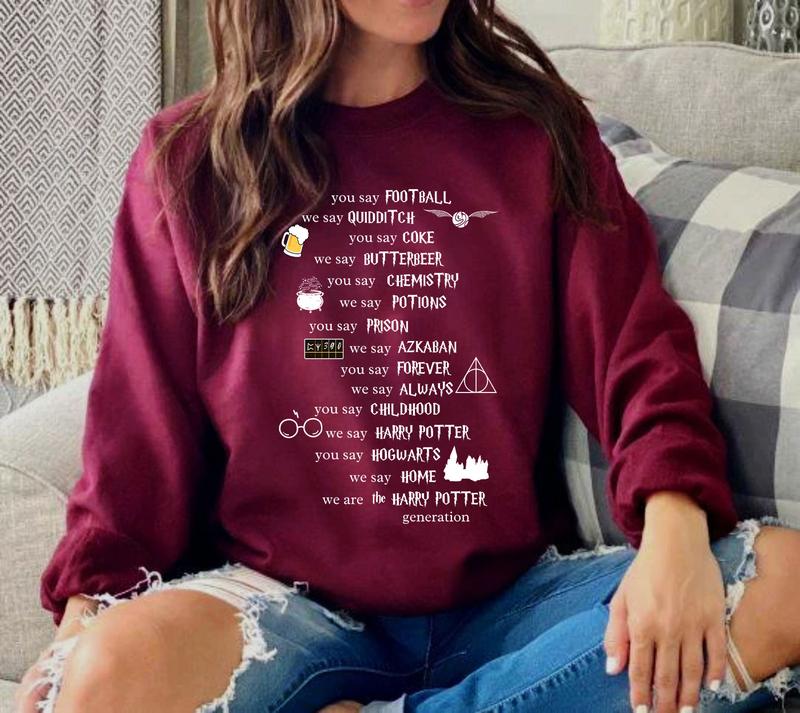 you say FOOTBALL
we say QUIDDITCH
you say COKE
we say BUTTERBEER
you say CHEMISTRY
we say POTIONS
you say PRISON
we say AZKABAN
you say FOREVER
we say ALWAYS
you say CHILDHOOD
we say HARRY POTTER
you say HOGWARTS
we say HOME
we are the HARRY POTTER
generation